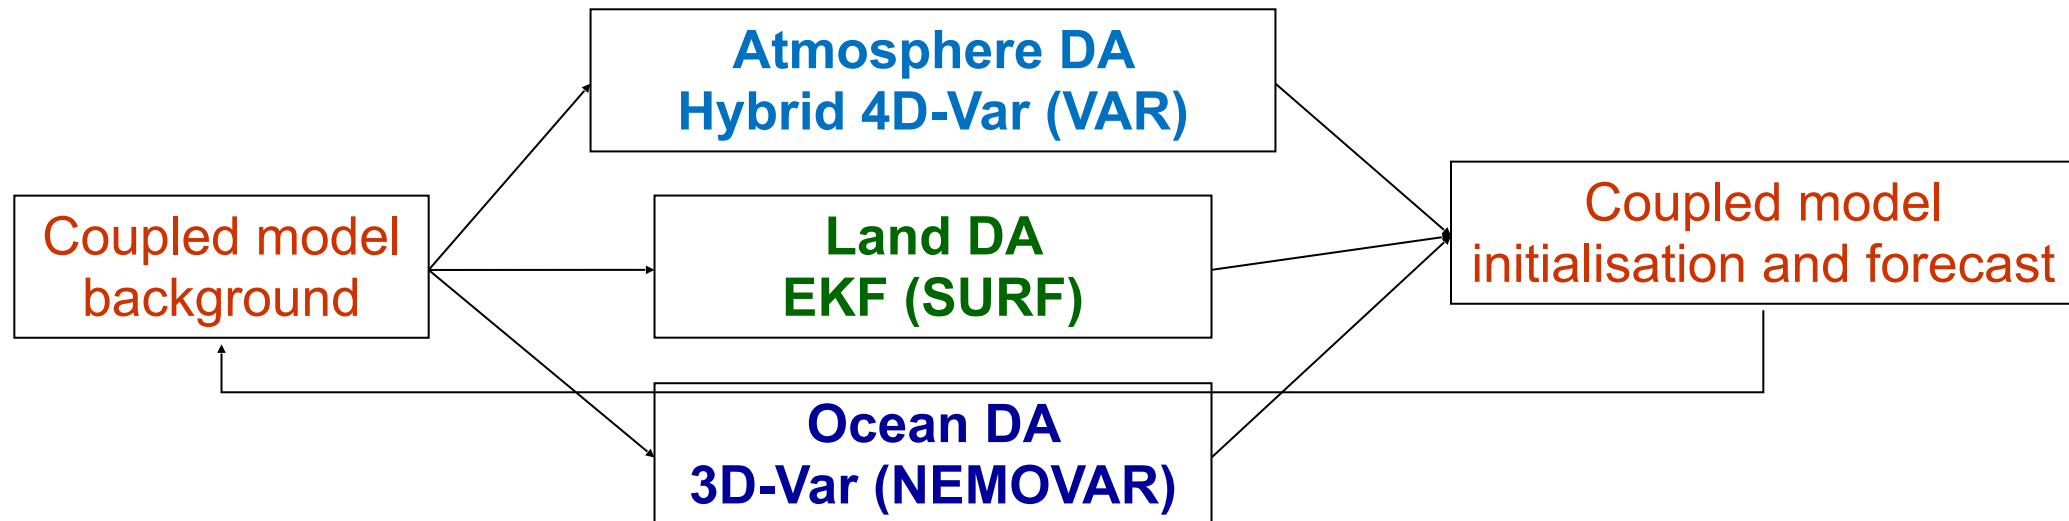 Atmosphere DA
Hybrid 4D-Var (VAR)
Coupled model
background
Land DA
EKF (SURF)
Coupled model
initialisation and forecast
Ocean DA
3D-Var (NEMOVAR)